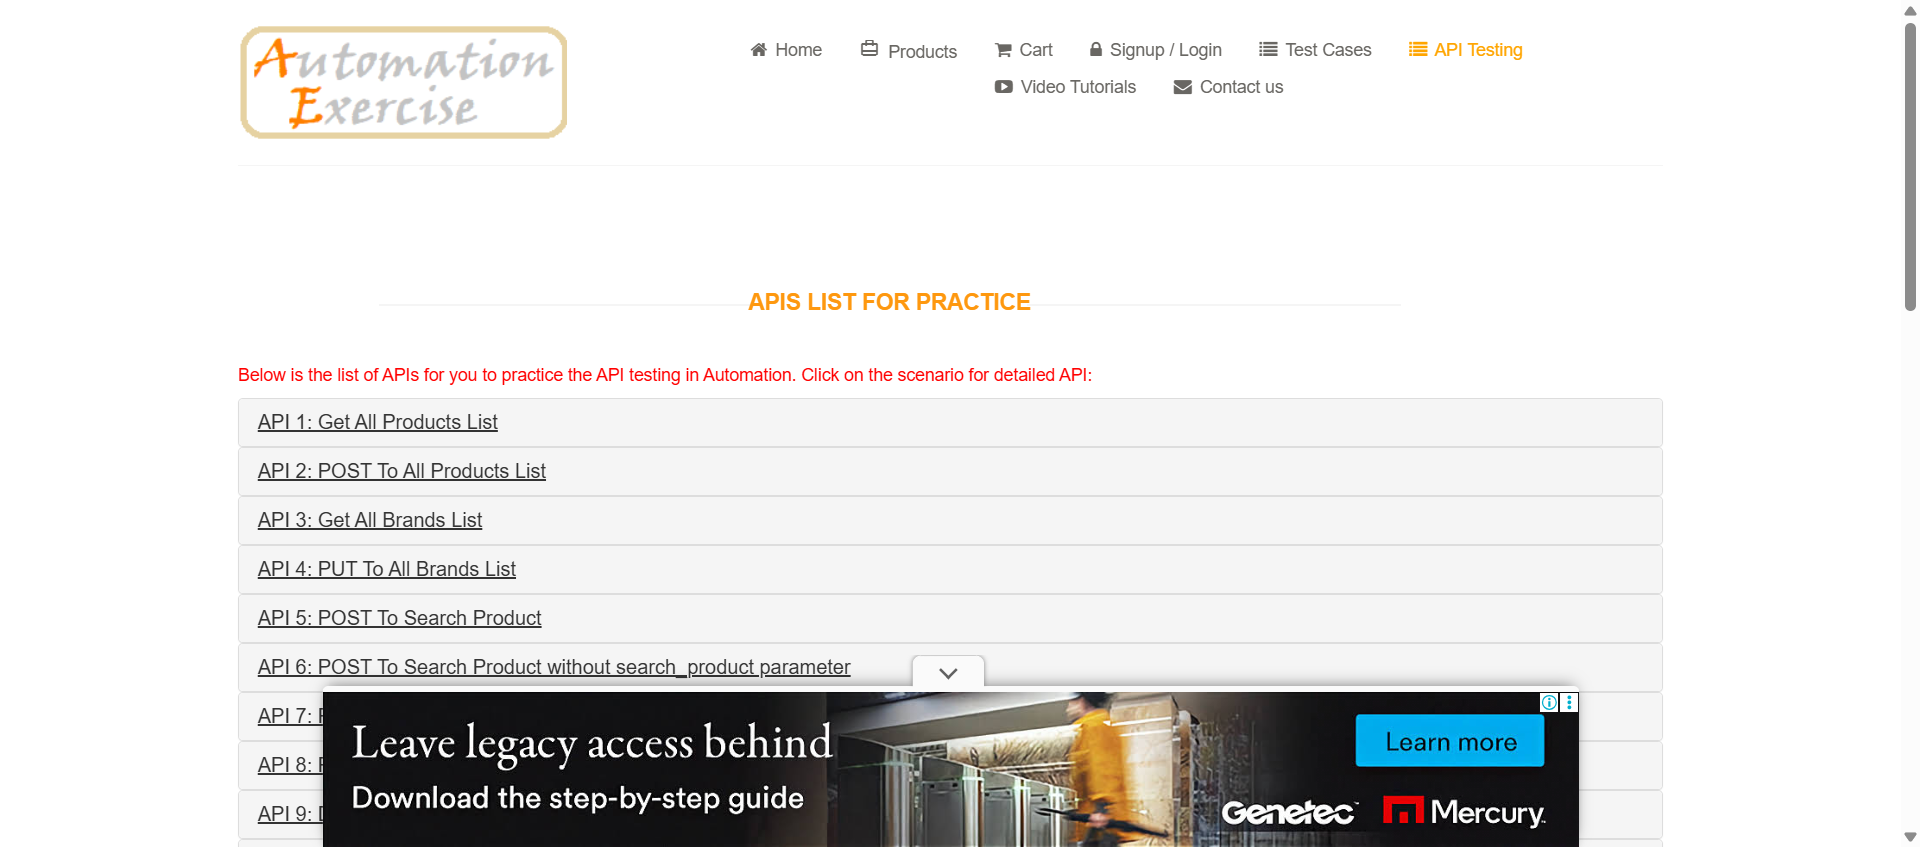 Automation
Exercise
Home
Products
Cart
Signup / Login
Test Cases
API Testing
Video Tutorials
Contact us
APIS LIST FOR PRACTICE
Below is the list of APIs for you to practice the API testing in Automation. Click on the scenario for detailed API:
API 1: Get All Products List
API 2: POST To All Products List
API 3: Get All Brands List
API 4: PUT To All Brands List
API 5: POST To Search Product
API 6: POST To Search Product without search_product parameter
API 7:
API 8:
API 9:
Leave legacy access behind
Download the step-by-step guide
Learn more
Genetec™
Mercury™